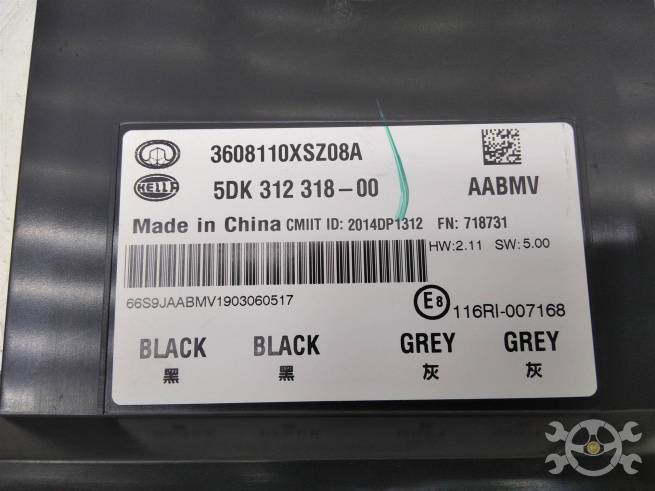 3608110XSZ08A
HELLA 5DK 312 318-00 AABMV
Made in China CMIIT ID: 2014DP1312 FN: 718731
HW:2.11 SW: 5.00
66S9JAABMV1903060517
E8 116RI-007168
BLACK BLACK GREY GREY
黑 黑 灰 灰